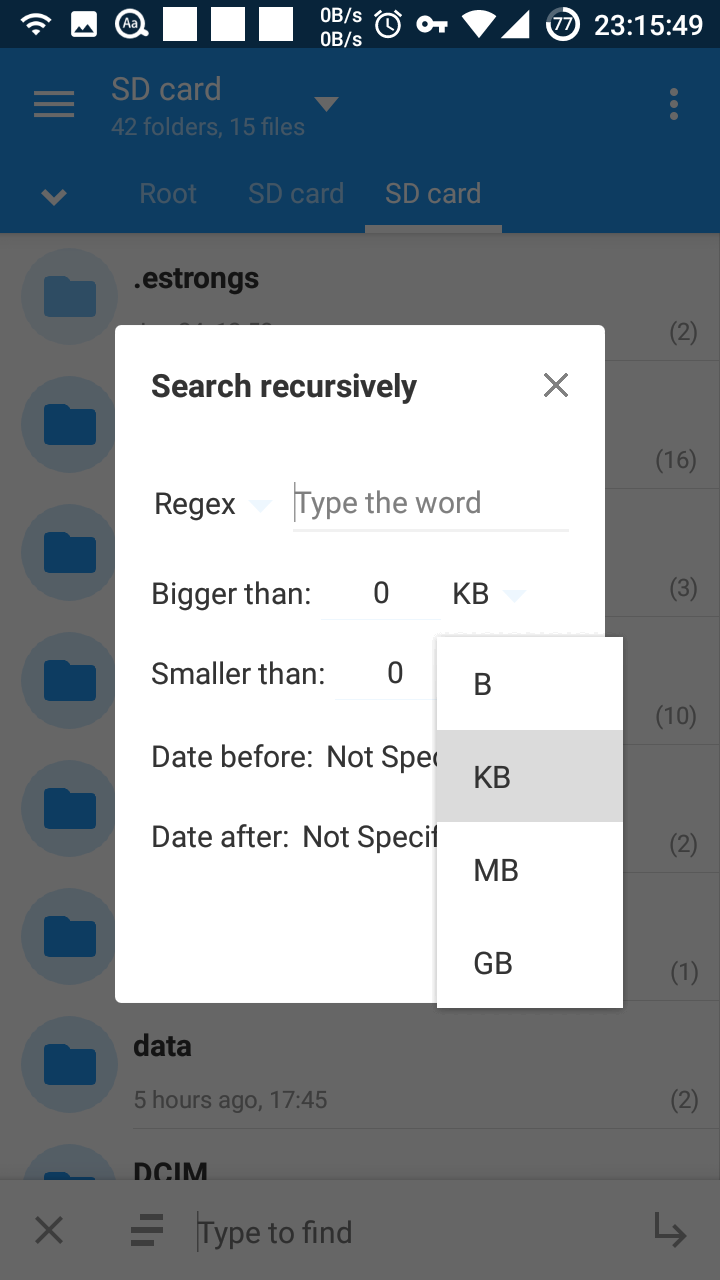 Aa
0B/s
0B/s
77
23:15:49
SD card
42 folders, 15 files
Root
SD card
SD card
.estrongs
(2)
Search recursively
(16)
Regex
Type the word
(3)
Bigger than:
0
KB
Smaller than:
0
B
(10)
Date before:
Not Spec
KB
Date after:
Not Specif
(2)
MB
GB
(1)
data
5 hours ago, 17:45
(2)
DCIM
Type to find